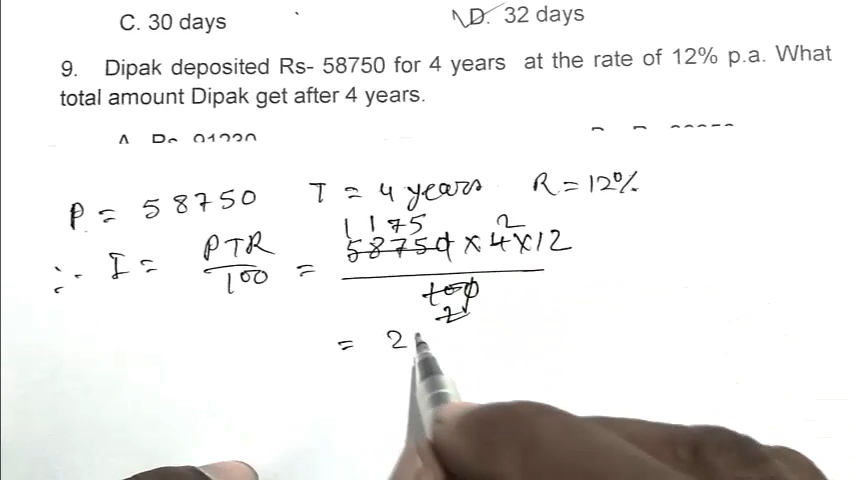 C. 30 days D. 32 days
9. Dipak deposited Rs- 58750 for 4 years at the rate of 12% p.a. What
total amount Dipak get after 4 years.
P = 58750 T = 4 years R = 12%
1175 2
∴ I = PTR/100 = 58750 × 4 × 12
100
2
= 2